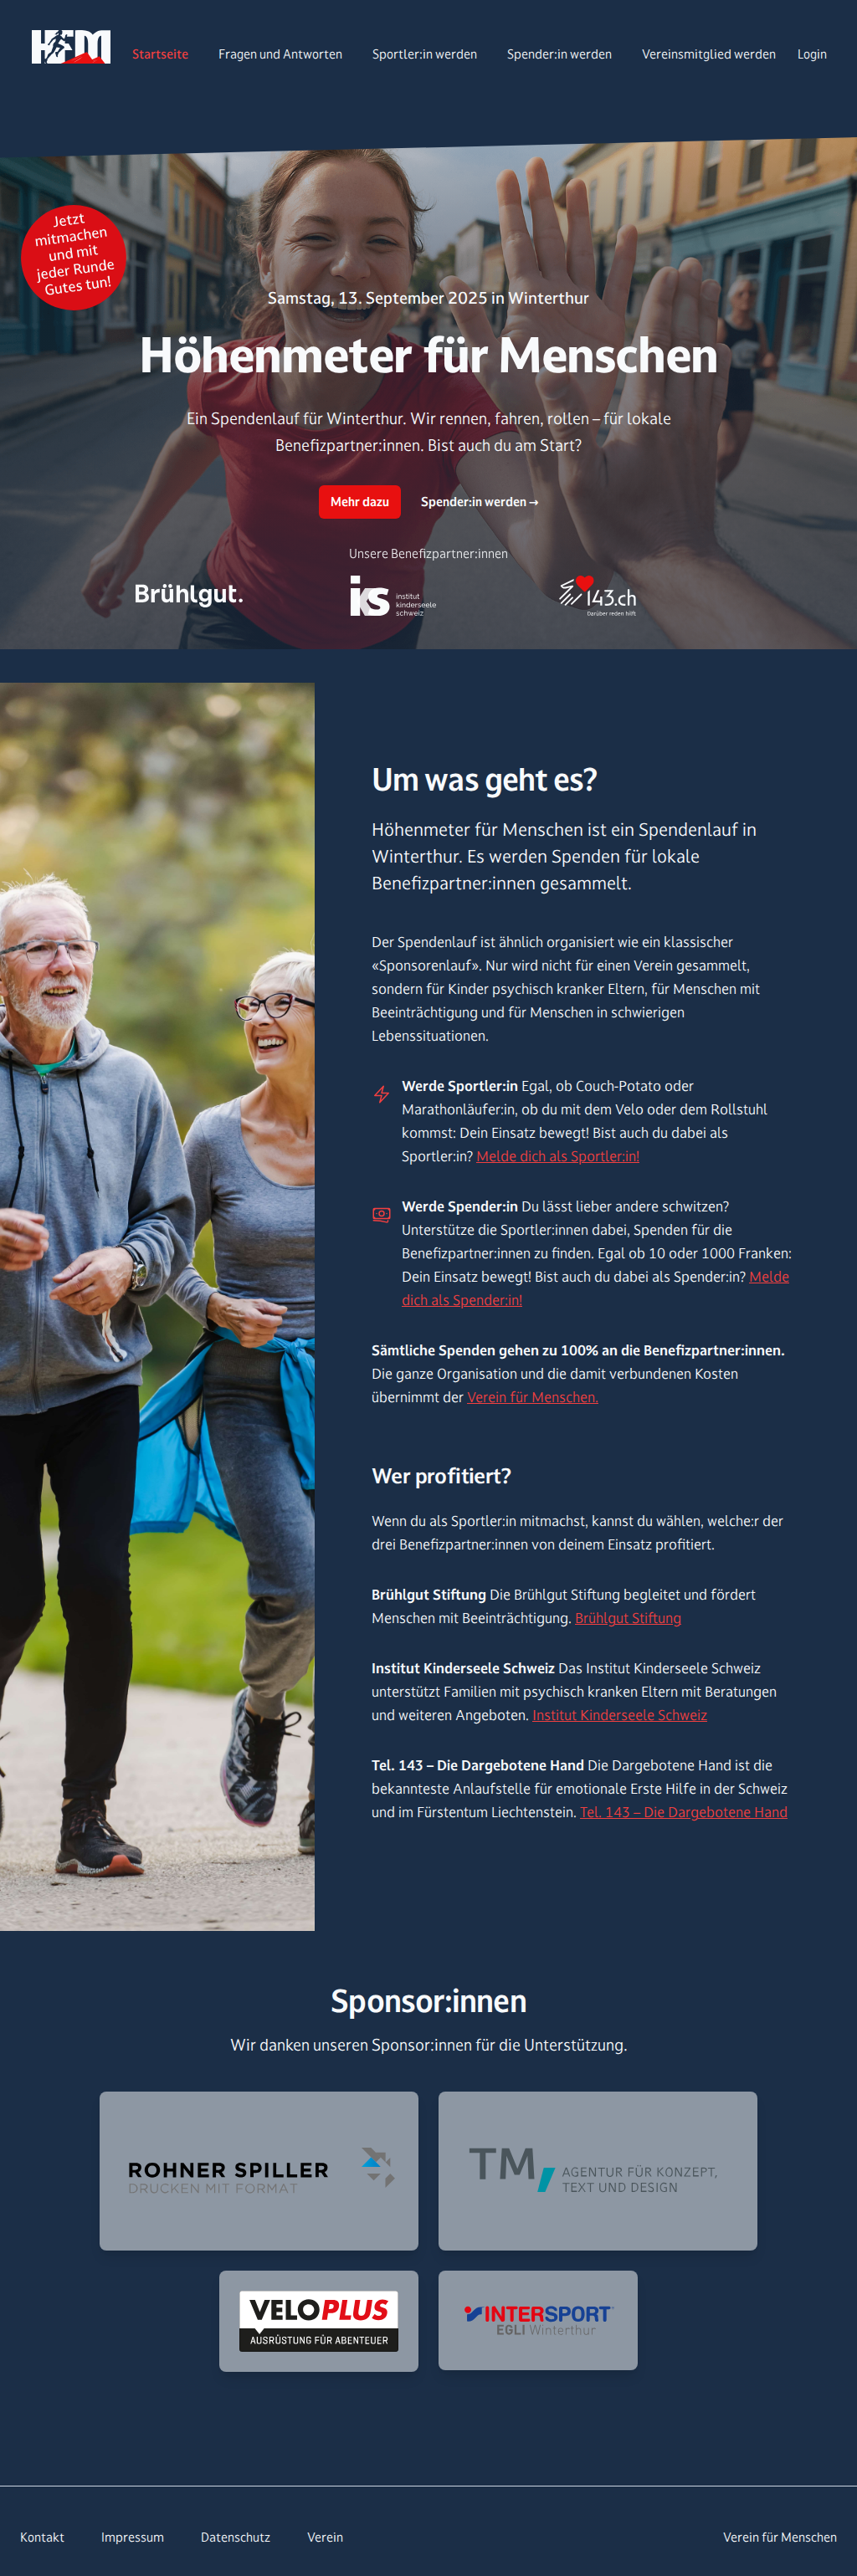 HFM
Startseite
Fragen und Antworten
Sportler:in werden
Spender:in werden
Vereinsmitglied werden
Login
Jetzt
mitmachen
und mit
jeder Runde
Gutes tun!
Samstag, 13. September 2025 in Winterthur
Höhenmeter für Menschen
Ein Spendenlauf für Winterthur. Wir rennen, fahren, rollen – für lokale
Benefizpartner:innen. Bist auch du am Start?
Mehr dazu
Spender:in werden →
Unsere Benefizpartner:innen
Brühlgut.
iks
institut
kinderseele
schweiz
143.ch
Darüber reden hilft
Um was geht es?
Höhenmeter für Menschen ist ein Spendenlauf in
Winterthur. Es werden Spenden für lokale
Benefizpartner:innen gesammelt.
Der Spendenlauf ist ähnlich organisiert wie ein klassischer
«Sponsorenlauf». Nur wird nicht für einen Verein gesammelt,
sondern für Kinder psychisch kranker Eltern, für Menschen mit
Beeinträchtigung und für Menschen in schwierigen
Lebenssituationen.
Werde Sportler:in Egal, ob Couch-Potato oder
Marathonläufer:in, ob du mit dem Velo oder dem Rollstuhl
kommst: Dein Einsatz bewegt! Bist auch du dabei als
Sportler:in? Melde dich als Sportler:in!
Werde Spender:in Du lässt lieber andere schwitzen?
Unterstütze die Sportler:innen dabei, Spenden für die
Benefizpartner:innen zu finden. Egal ob 10 oder 1000 Franken:
Dein Einsatz bewegt! Bist auch du dabei als Spender:in? Melde
dich als Spender:in!
Sämtliche Spenden gehen zu 100% an die Benefizpartner:innen.
Die ganze Organisation und die damit verbundenen Kosten
übernimmt der Verein für Menschen.
Wer profitiert?
Wenn du als Sportler:in mitmachst, kannst du wählen, welche:r der
drei Benefizpartner:innen von deinem Einsatz profitiert.
Brühlgut Stiftung Die Brühlgut Stiftung begleitet und fördert
Menschen mit Beeinträchtigung. Brühlgut Stiftung
Institut Kinderseele Schweiz Das Institut Kinderseele Schweiz
unterstützt Familien mit psychisch kranken Eltern mit Beratungen
und weiteren Angeboten. Institut Kinderseele Schweiz
Tel. 143 – Die Dargebotene Hand Die Dargebotene Hand ist die
bekannteste Anlaufstelle für emotionale Erste Hilfe in der Schweiz
und im Fürstentum Liechtenstein. Tel. 143 – Die Dargebotene Hand
Sponsor:innen
Wir danken unseren Sponsor:innen für die Unterstützung.
ROHNER SPILLER
DRUCKEN MIT FORMAT
TM,
AGENTUR FÜR KONZEPT,
TEXT UND DESIGN
VELOPLUS
AUSRÜSTUNG FÜR ABENTEUER
INTERSPORT
EGLI Winterthur
Kontakt
Impressum
Datenschutz
Verein
Verein für Menschen